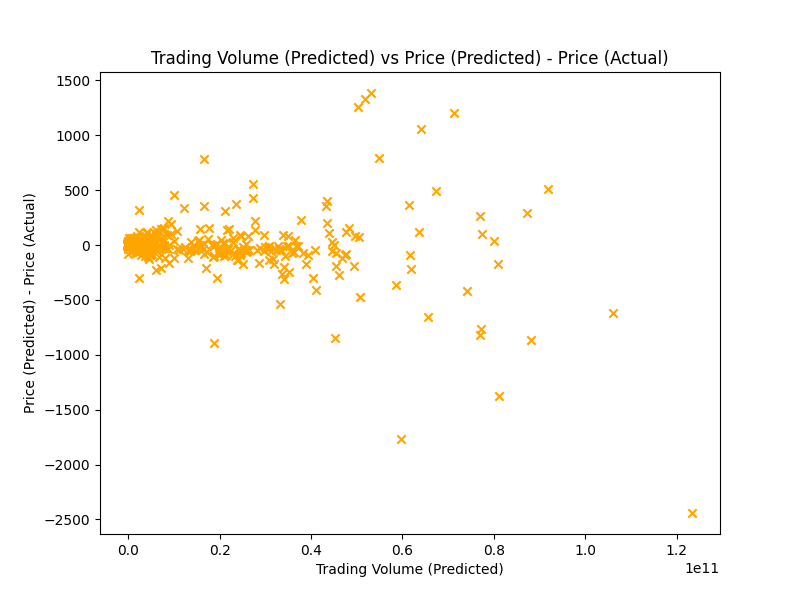 Trading Volume (Predicted) vs Price (Predicted) - Price (Actual)
Price (Predicted) - Price (Actual)
1500
1000
500
0
−500
−1000
−1500
−2000
−2500
0.0 0.2 0.4 0.6 0.8 1.0 1.2
1e11
Trading Volume (Predicted)